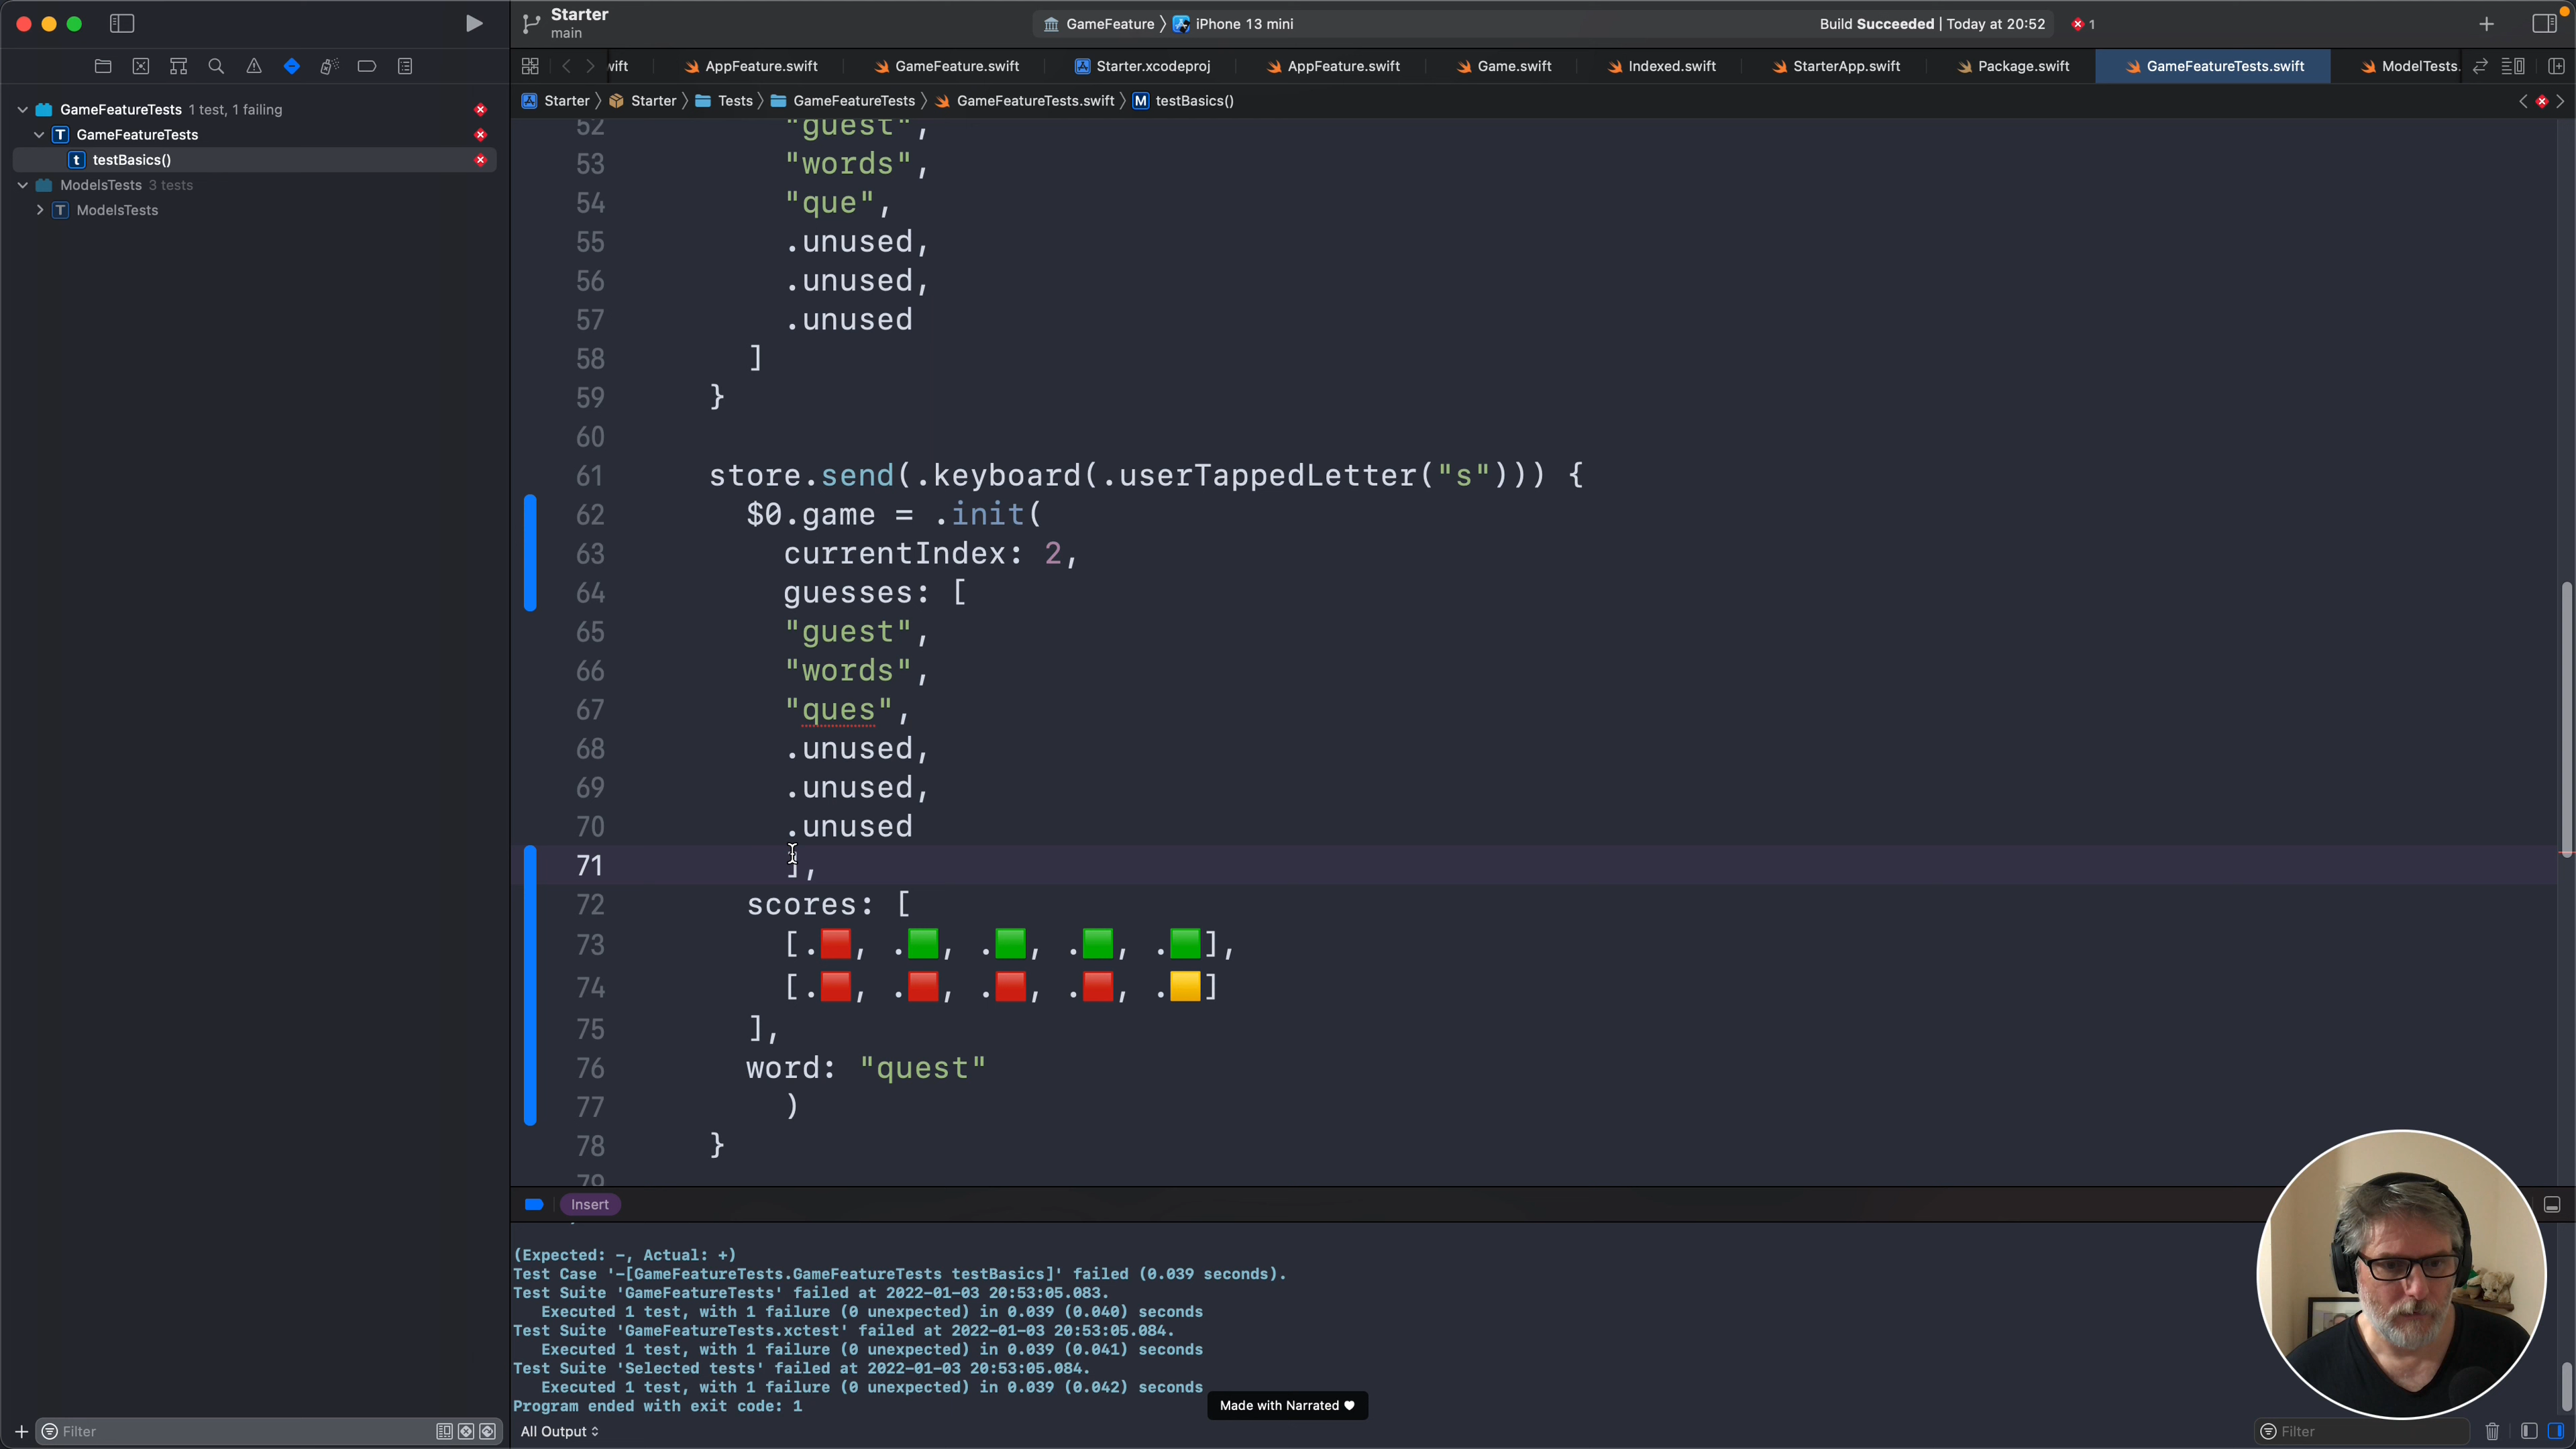 Starter
main
GameFeature
iPhone 13 mini
Build Succeeded | Today at 20:52
1
AppFeature.swift
GameFeature.swift
Starter.xcodeproj
AppFeature.swift
Game.swift
Indexed.swift
StarterApp.swift
Package.swift
GameFeatureTests.swift
ModelTests.
Starter
Starter
Tests
GameFeatureTests
GameFeatureTests.swift
M testBasics()
GameFeatureTests 1 test, 1 failing
T GameFeatureTests
t testBasics()
ModelsTests 3 tests
T ModelsTests
52 "guest",
53 "words",
54 "que",
55 .unused,
56 .unused,
57 .unused
58 ]
59 }
60
61 store.send(.keyboard(.userTappedLetter("s"))) {
62 $0.game = .init(
63 currentIndex: 2,
64 guesses: [
65 "guest",
66 "words",
67 "ques",
68 .unused,
69 .unused,
70 .unused
71 ],
72 scores: [
73 [.🟥, .🟩, .🟩, .🟩, .🟩],
74 [.🟥, .🟥, .🟥, .🟥, .🟨]
75 ],
76 word: "quest"
77 )
78 }
79
Insert
(Expected: −, Actual: +)
Test Case '-[GameFeatureTests.GameFeatureTests testBasics]' failed (0.039 seconds).
Test Suite 'GameFeatureTests' failed at 2022-01-03 20:53:05.083.
Executed 1 test, with 1 failure (0 unexpected) in 0.039 (0.040) seconds
Test Suite 'GameFeatureTests.xctest' failed at 2022-01-03 20:53:05.084.
Executed 1 test, with 1 failure (0 unexpected) in 0.039 (0.041) seconds
Test Suite 'Selected tests' failed at 2022-01-03 20:53:05.084.
Executed 1 test, with 1 failure (0 unexpected) in 0.039 (0.042) seconds
Program ended with exit code: 1
Made with Narrated ♥
Filter
All Output
Filter